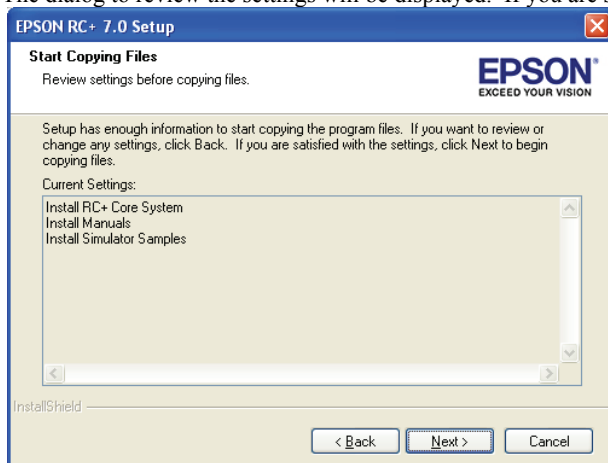 The dialog to review the settings will be displayed. If you are s
EPSON RC+ 7.0 Setup
Start Copying Files
Review settings before copying files.
EPSON®
EXCEED YOUR VISION
Setup has enough information to start copying the program files. If you want to review or
change any settings, click Back. If you are satisfied with the settings, click Next to begin
copying files.
Current Settings:
Install RC+ Core System
Install Manuals
Install Simulator Samples
InstallShield
< Back Next > Cancel